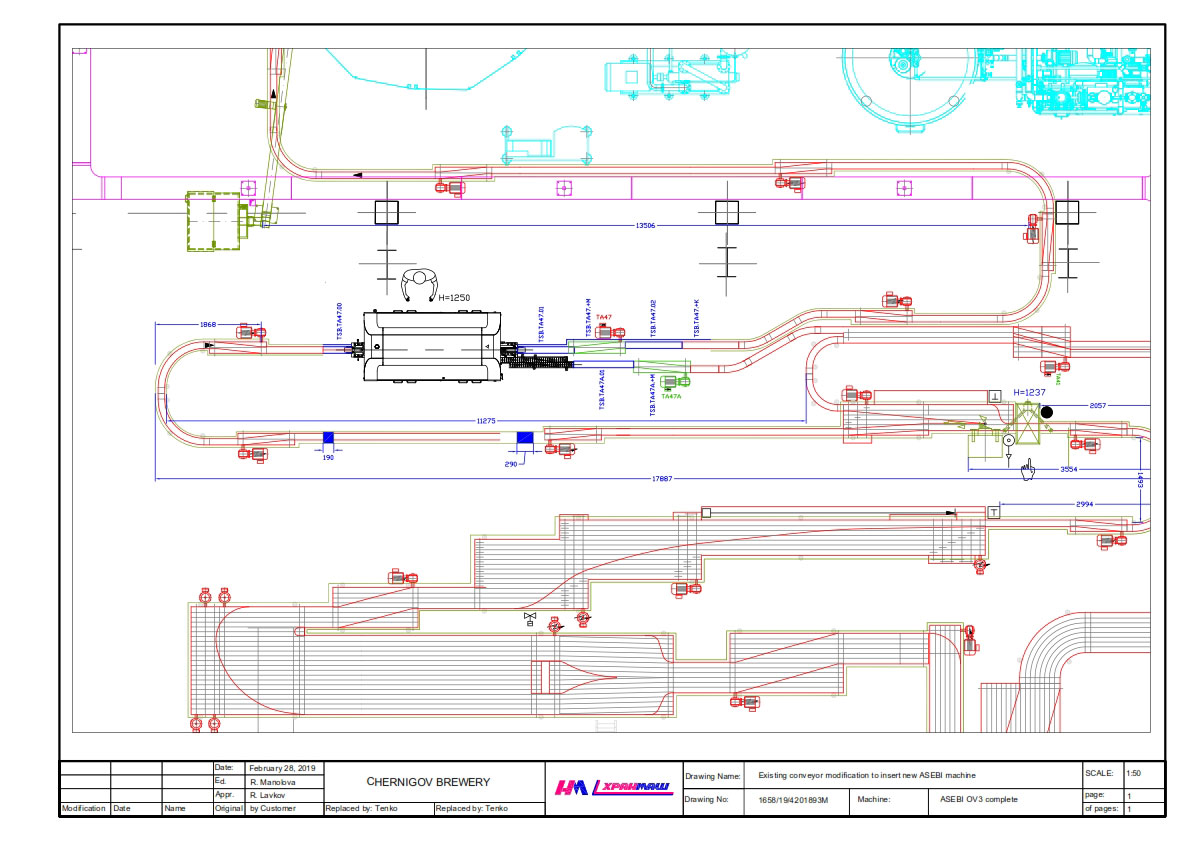 13506
H=1250
TSB.TA47.00
TSB.TA47.01
TSB.TA47.+M
TA47
TSB.TA47.02
TSB.TA47.+K
1868
TSB.TA47A.01
TSB.TA47A.+M
TA47A
TA41
H=1237
2057
11275
190
290
3554
1493
17887
2994
Date: February 28, 2019
Ed. R. Manolova
Appr. R. Lavkov
Modification Date Name Original by Customer
CHERNIGOV BREWERY
Replaced by: Tenko Replaced by: Tenko
ХМ ХРАНМАШ
Drawing Name: Existing conveyor modification to insert new ASEBI machine
Drawing No: 1658/19/4201893M Machine: ASEBI OV3 complete
SCALE: 1:50
page: 1
of pages: 1